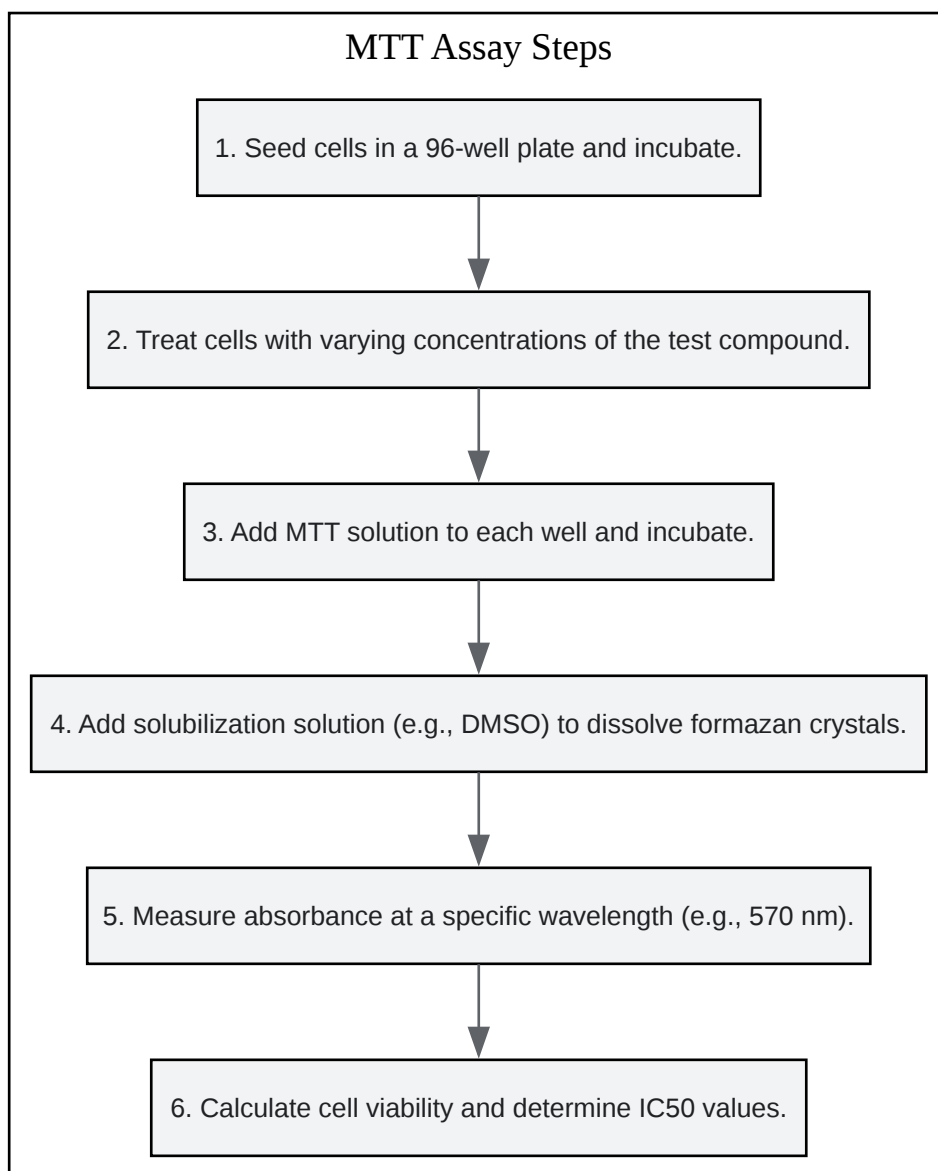 MTT Assay Steps
1. Seed cells in a 96-well plate and incubate.
2. Treat cells with varying concentrations of the test compound.
3. Add MTT solution to each well and incubate.
4. Add solubilization solution (e.g., DMSO) to dissolve formazan crystals.
5. Measure absorbance at a specific wavelength (e.g., 570 nm).
6. Calculate cell viability and determine IC50 values.